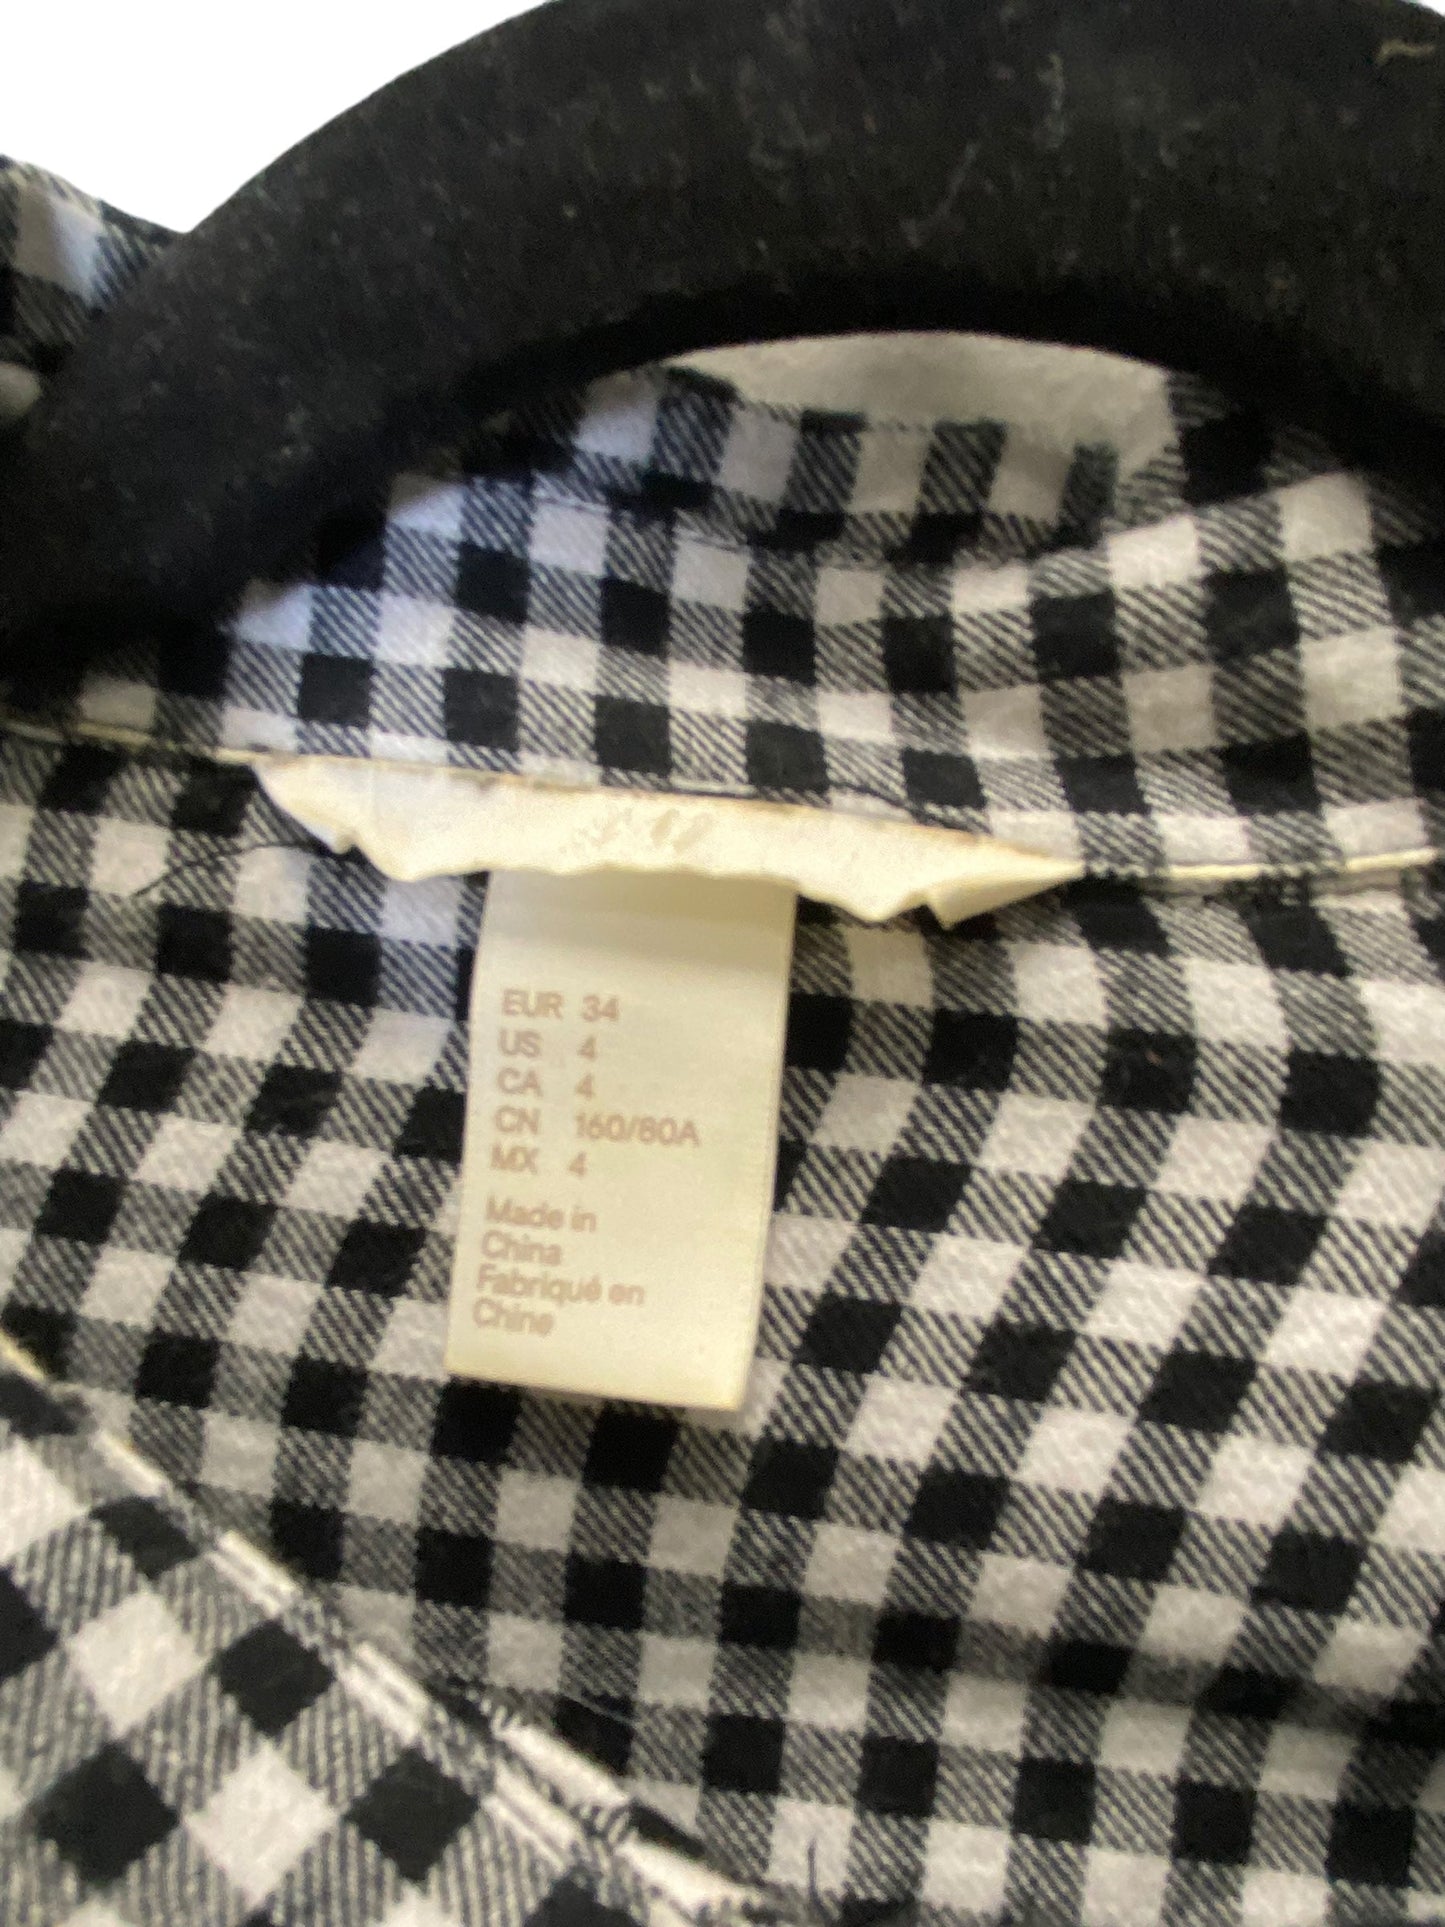 EUR 34
US 4
CA 4
CN 160/80A
MX 4
Made in
China
Fabriqué en
Chine